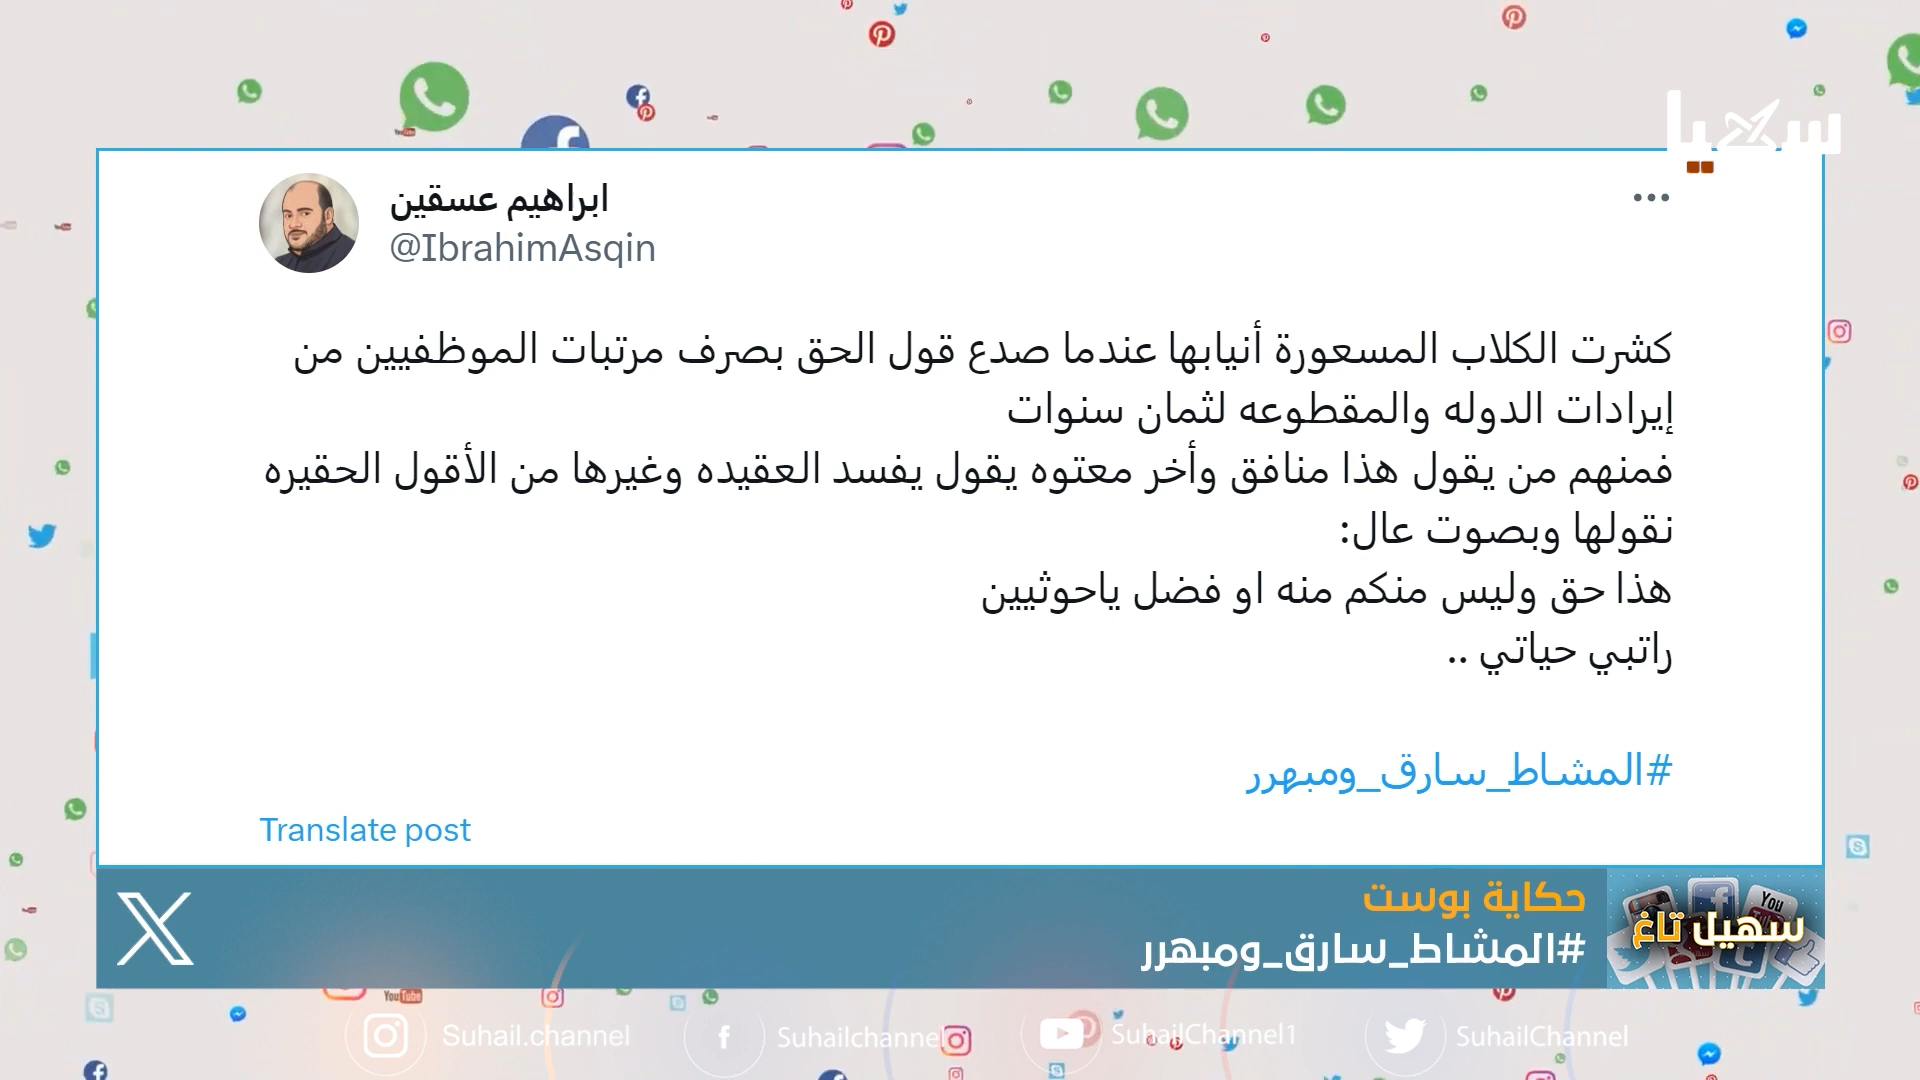 سهيل
ابراهيم عسقين
@IbrahimAsqin
كشرت الكلاب المسعورة أنيابها عندما صدع قول الحق بصرف مرتبات الموظفيين من
إيرادات الدوله والمقطوعه لثمان سنوات
فمنهم من يقول هذا منافق وأخر معتوه يقول يفسد العقيده وغيرها من الأقول الحقيره
نقولها وبصوت عال:
هذا حق وليس منكم منه او فضل ياحوثيين
راتبي حياتي ..
#المشاط_سارق_ومبهرر
Translate post
حكاية بوست
#المشاط_سارق_ومبهرر
سهيل تاغ
You
Suhail.channel
Suhailchannel
SuhailChannel1
SuhailChannel
YouTube